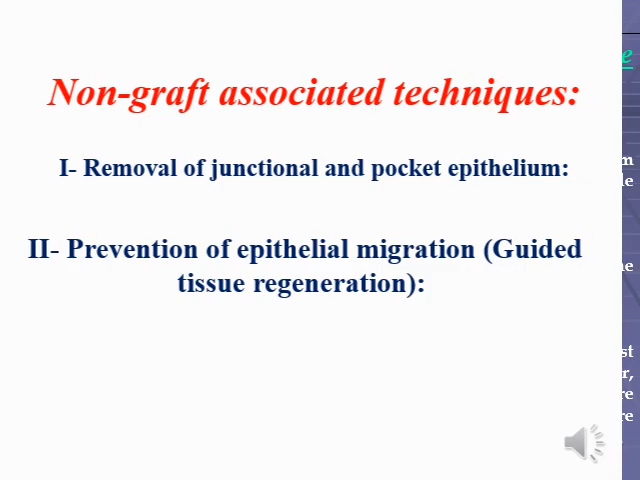 Non-graft associated techniques:
I- Removal of junctional and pocket epithelium:
II- Prevention of epithelial migration (Guided
tissue regeneration):